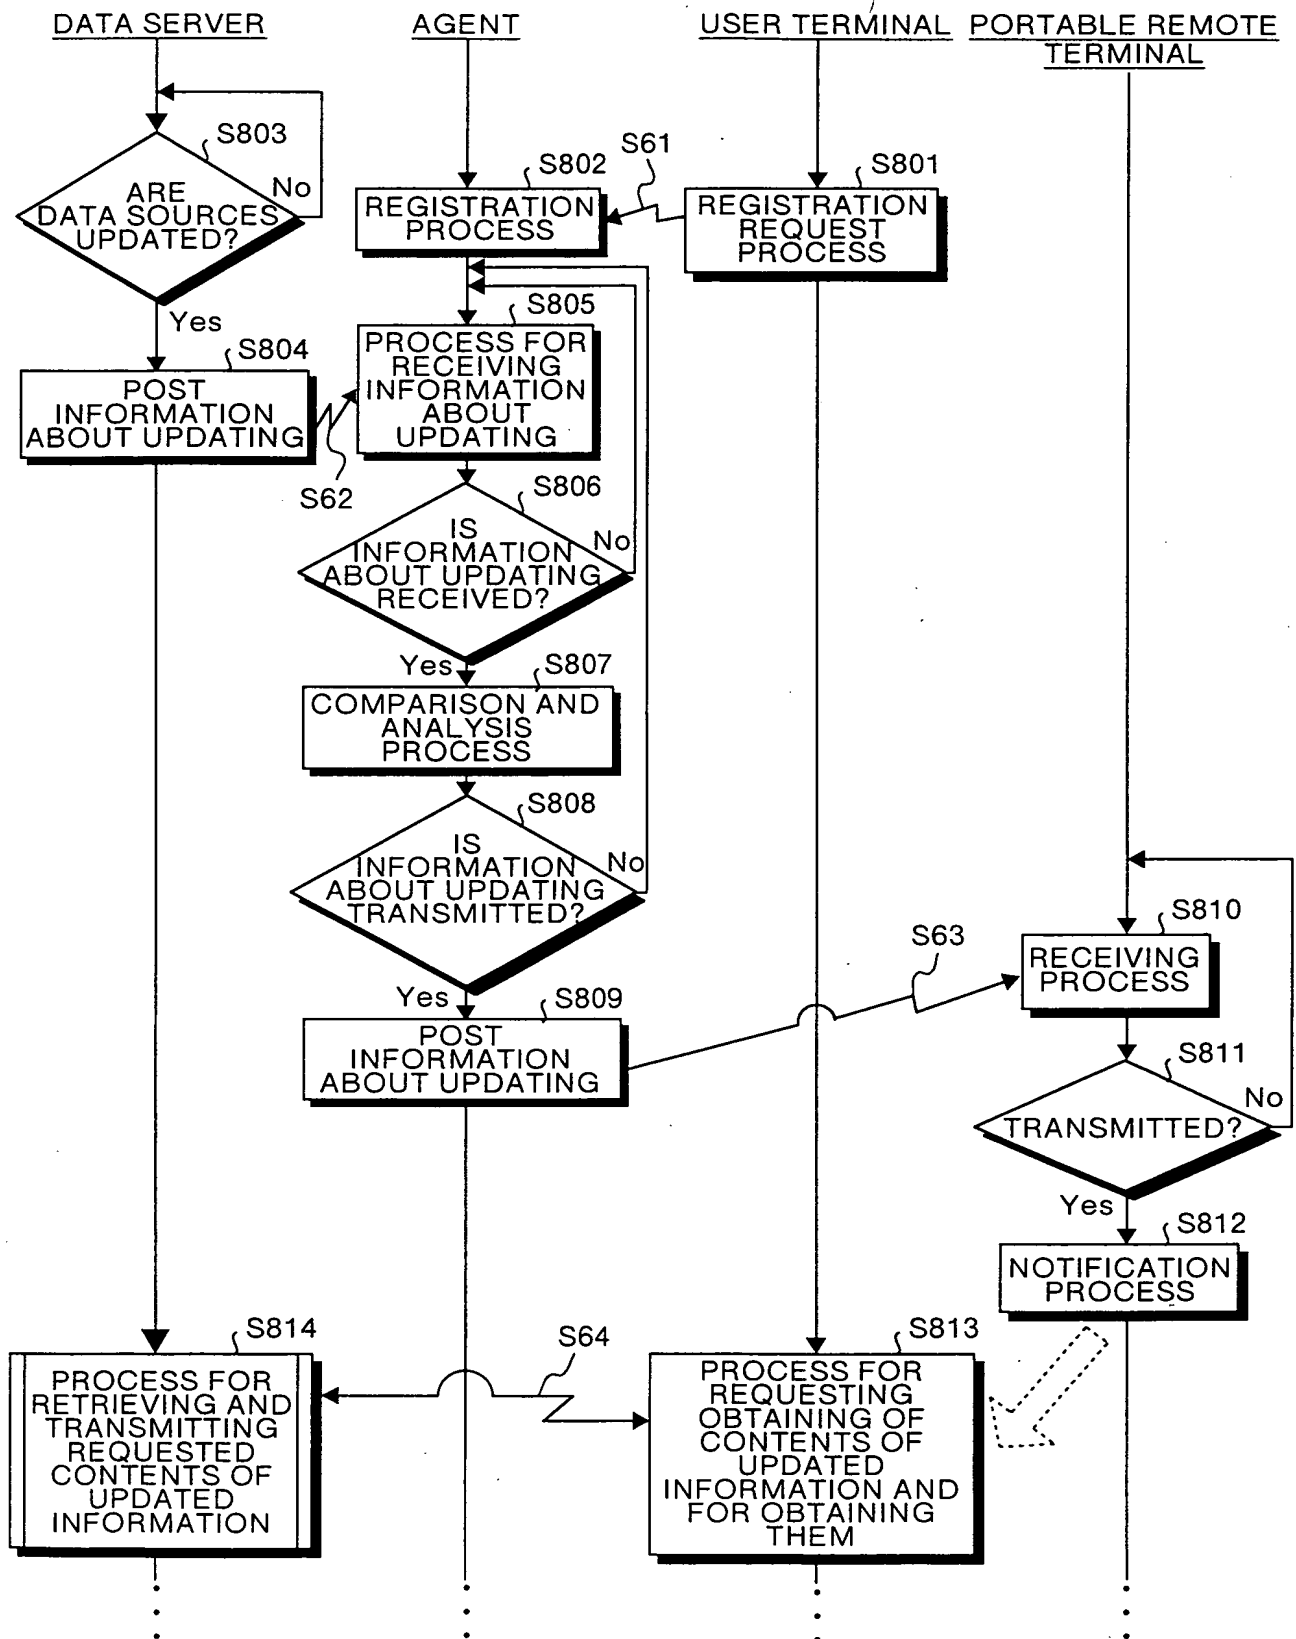 DATA SERVER
AGENT
USER TERMINAL
PORTABLE REMOTE
TERMINAL
S803
ARE
DATA SOURCES
UPDATED?
No
Yes
S802
REGISTRATION
PROCESS
S61
S801
REGISTRATION
REQUEST
PROCESS
S804
POST
INFORMATION
ABOUT UPDATING
S62
S805
PROCESS FOR
RECEIVING
INFORMATION
ABOUT
UPDATING
S806
IS
INFORMATION
ABOUT UPDATING
RECEIVED?
No
Yes
S807
COMPARISON AND
ANALYSIS
PROCESS
S808
IS
INFORMATION
ABOUT UPDATING
TRANSMITTED?
No
Yes
S809
POST
INFORMATION
ABOUT UPDATING
S63
S810
RECEIVING
PROCESS
S811
TRANSMITTED?
No
Yes
S812
NOTIFICATION
PROCESS
S814
PROCESS FOR
RETRIEVING AND
TRANSMITTING
REQUESTED
CONTENTS OF
UPDATED
INFORMATION
S64
S813
PROCESS FOR
REQUESTING
OBTAINING OF
CONTENTS OF
UPDATED
INFORMATION AND
FOR OBTAINING
THEM